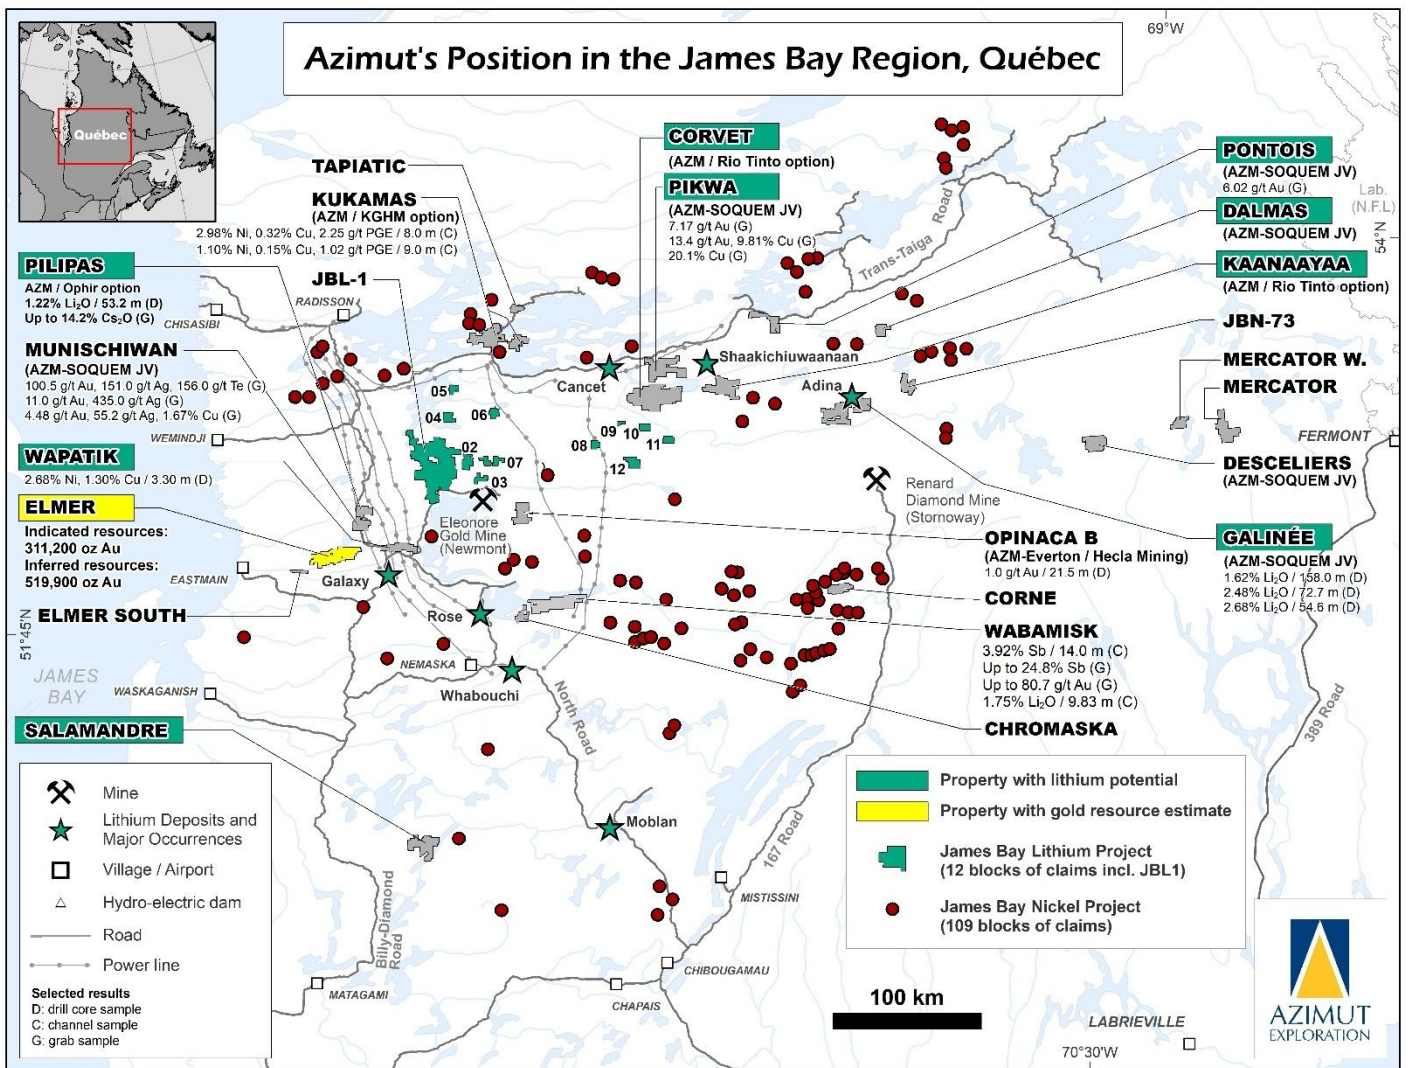 Azimut's Position in the James Bay Region, Québec
69°W
Québec
CORVET
(AZM / Rio Tinto option)
PIKWA
(AZM-SOQUEM JV)
7.17 g/t Au (G)
13.4 g/t Au, 9.81% Cu (G)
20.1% Cu (G)
PONTOIS
(AZM-SOQUEM JV)
6.02 g/t Au (G)
Lab.
(N.F.L)
DALMAS
(AZM-SOQUEM JV)
54°N
KAANAAYAA
(AZM / Rio Tinto option)
JBN-73
MERCATOR W.
MERCATOR
FERMONT
DESCELIERS
(AZM-SOQUEM JV)
TAPIATIC
KUKAMAS
(AZM / KGHM option)
2.98% Ni, 0.32% Cu, 2.25 g/t PGE / 8.0 m (C)
1.10% Ni, 0.15% Cu, 1.02 g/t PGE / 9.0 m (C)
JBL-1
Trans-Taiga Road
PILIPAS
AZM / Ophir option
1.22% Li₂O / 53.2 m (D)
Up to 14.2% Cs₂O (G)
RADISSON
CHISASIBI
MUNISCHIWAN
(AZM-SOQUEM JV)
100.5 g/t Au, 151.0 g/t Ag, 156.0 g/t Te (G)
11.0 g/t Au, 435.0 g/t Ag (G)
4.48 g/t Au, 55.2 g/t Ag, 1.67% Cu (G)
WEMINDJI
WAPATIK
2.68% Ni, 1.30% Cu / 3.30 m (D)
ELMER
Indicated resources:
311,200 oz Au
Inferred resources:
519,900 oz Au
EASTMAIN
ELMER SOUTH
51°45'N
JAMES
BAY
WASKAGANISH
Shaakichiuwaanaan
Cancet
Adina
05
04
06
02
07
03
09
10
08
11
12
Eleonore
Gold Mine
(Newmont)
Renard
Diamond Mine
(Stornoway)
Galaxy
Rose
NEMASKA
Whabouchi
North Road
OPINACA B
(AZM-Everton / Hecla Mining)
1.0 g/t Au / 21.5 m (D)
CORNE
WABAMISK
3.92% Sb / 14.0 m (C)
Up to 24.8% Sb (G)
Up to 80.7 g/t Au (G)
1.75% Li₂O / 9.83 m (C)
CHROMASKA
GALINÉE
(AZM-SOQUEM JV)
1.62% Li₂O / 158.0 m (D)
2.48% Li₂O / 72.7 m (D)
2.68% Li₂O / 54.6 m (D)
389 Road
SALAMANDRE
Mine
Lithium Deposits and
Major Occurrences
Village / Airport
Hydro-electric dam
Road
Power line
Selected results
D: drill core sample
C: channel sample
G: grab sample
Billy-Diamond
Road
MATAGAMI
Moblan
167 Road
MISTISSINI
CHIBOUGAMAU
CHAPAIS
Property with lithium potential
Property with gold resource estimate
James Bay Lithium Project
(12 blocks of claims incl. JBL1)
James Bay Nickel Project
(109 blocks of claims)
100 km
LABRIEVILLE
70°30'W
AZIMUT
EXPLORATION